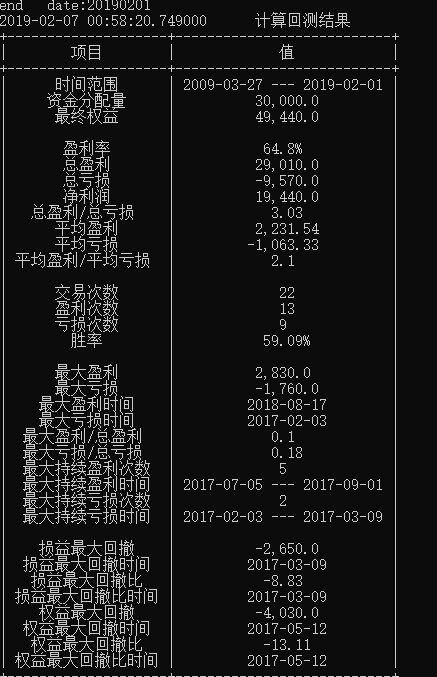 end   date:20190201
2019-02-07 00:58:20.749000       计算回测结果
项目 值
时间范围 2009-03-27 --- 2019-02-01
资金分配量 30,000.0
最终权益 49,440.0
盈利率 64.8%
总盈利 29,010.0
总亏损 -9,570.0
净利润 19,440.0
总盈利/总亏损 3.03
平均盈利 2,231.54
平均亏损 -1,063.33
平均盈利/平均亏损 2.1
交易次数 22
盈利次数 13
亏损次数 9
胜率 59.09%
最大盈利 2,830.0
最大亏损 -1,760.0
最大盈利时间 2018-08-17
最大亏损时间 2017-02-03
最大盈利/总盈利 0.1
最大亏损/总亏损 0.18
最大持续盈利次数 5
最大持续盈利时间 2017-07-05 --- 2017-09-01
最大持续亏损次数 2
最大持续亏损时间 2017-02-03 --- 2017-03-09
损益最大回撤 -2,650.0
损益最大回撤时间 2017-03-09
损益最大回撤比 -8.83
损益最大回撤比时间 2017-03-09
权益最大回撤 -4,030.0
权益最大回撤时间 2017-05-12
权益最大回撤比 -13.11
权益最大回撤比时间 2017-05-12